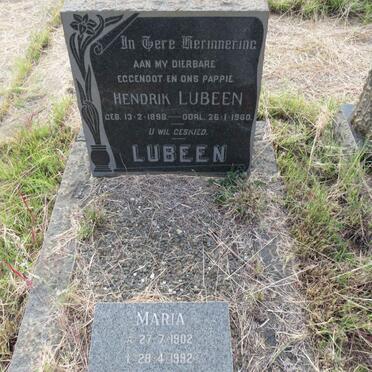 In Tere Herinnering
AAN MY DIERBARE
EGGENOOT EN ONS PAPPIE
HENDRIK LUBEEN
GEB. 13-2-1898 — OORL. 26-1-1960.
U WIL GESKIED.
LUBEEN
MARIA
27-7-1902
28-4-1982